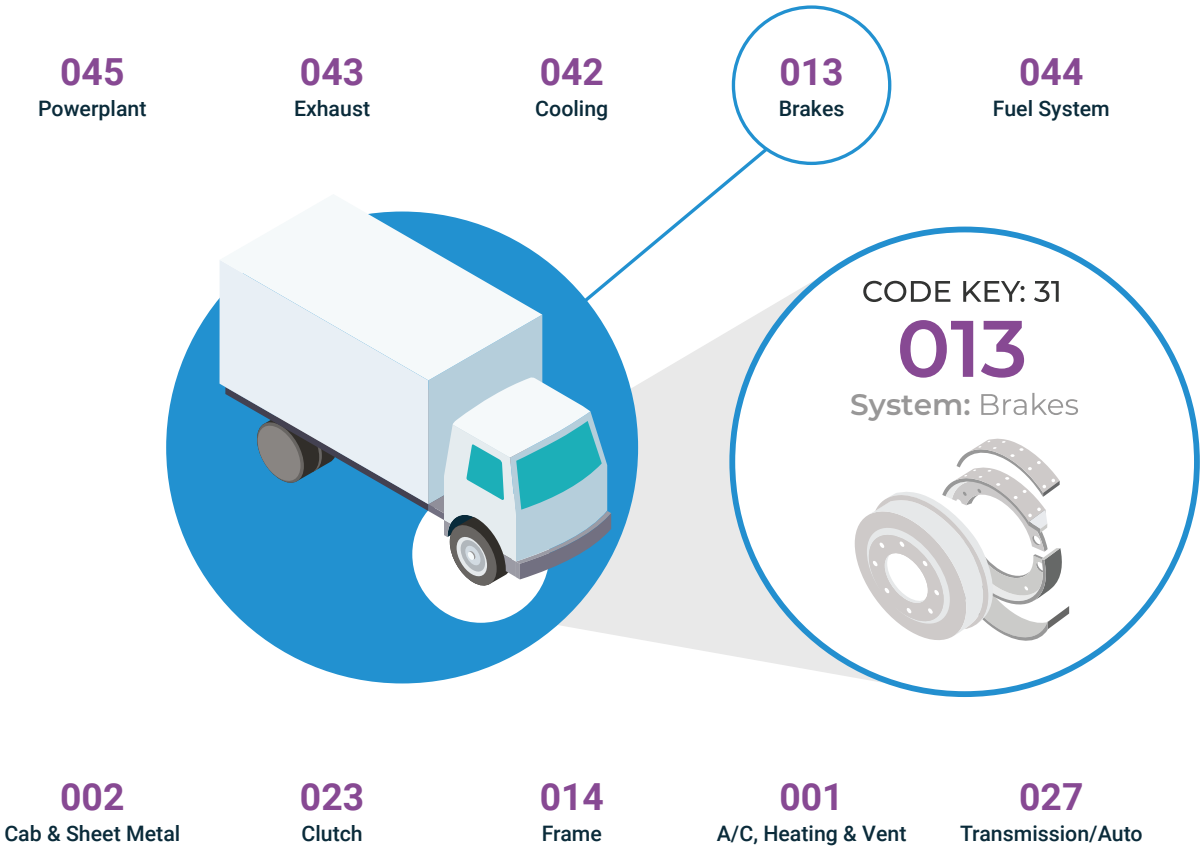 045
Powerplant
043
Exhaust
042
Cooling
013
Brakes
044
Fuel System
CODE KEY: 31
013
System: Brakes
002
Cab & Sheet Metal
023
Clutch
014
Frame
001
A/C, Heating & Vent
027
Transmission/Auto